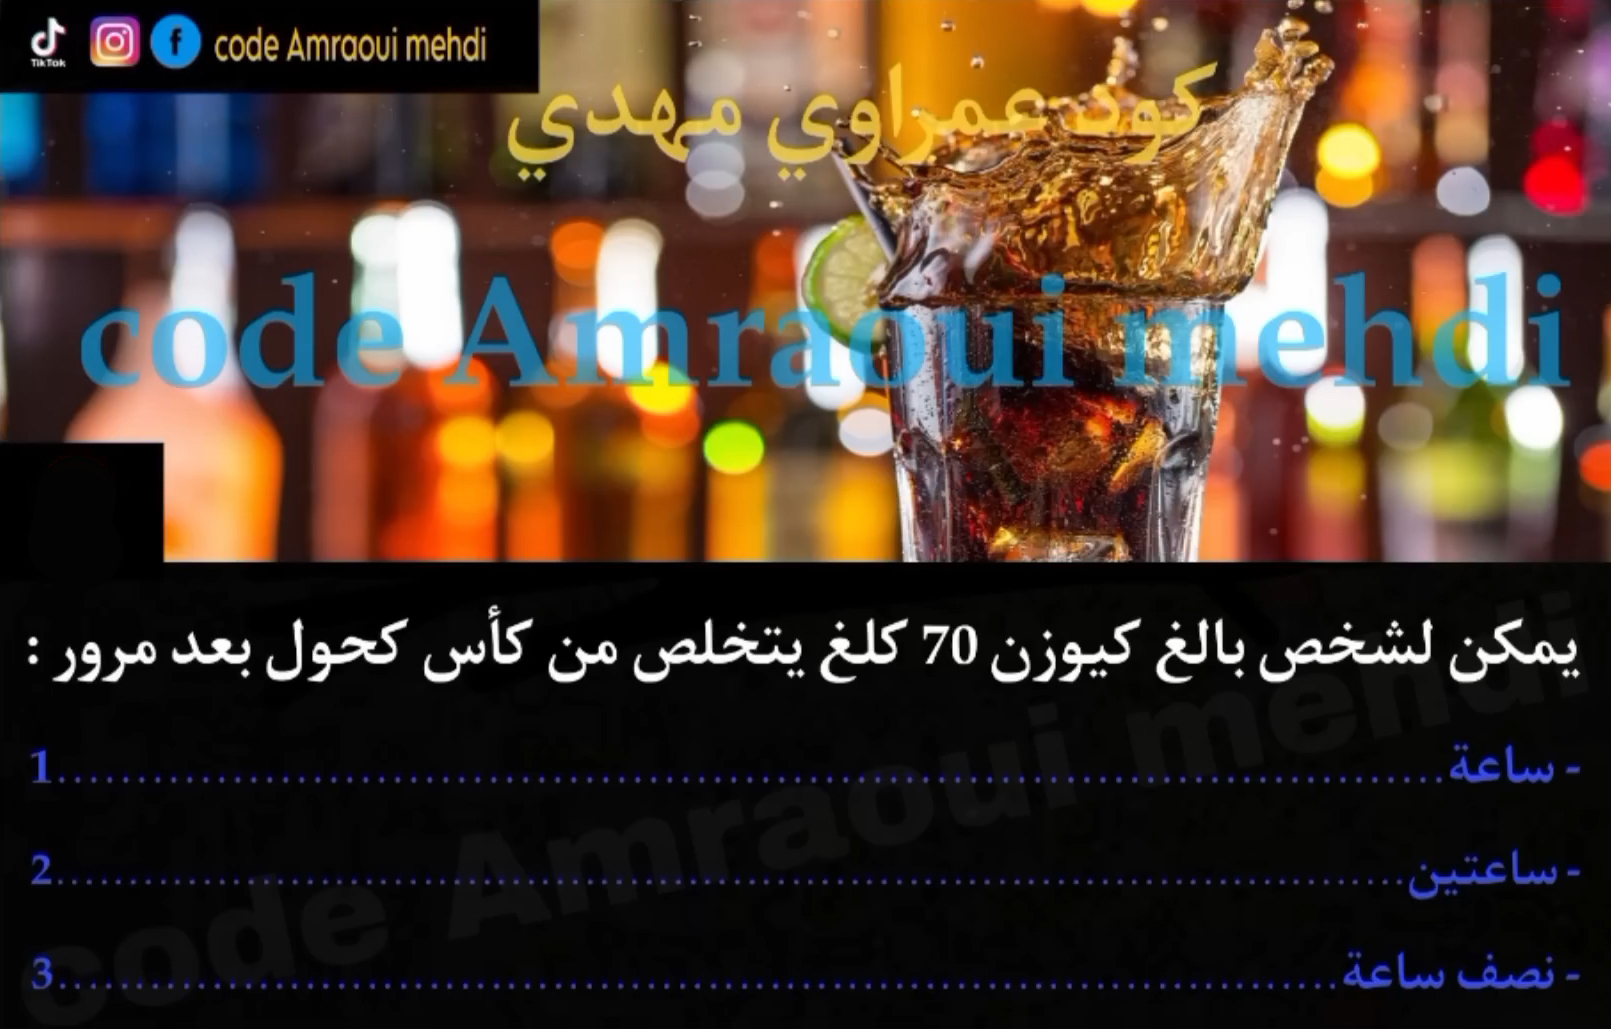 TikTok code Amraoui mehdi
كود عمراوي مهدي
code Amraoui mehdi
يمكن لشخص بالغ كيوزن 70 كلغ يتخلص من كأس كحول بعد مرور :
- ساعة......................................................................1
- ساعتين......................................................................2
- نصف ساعة......................................................................3
code Amraoui mehdi